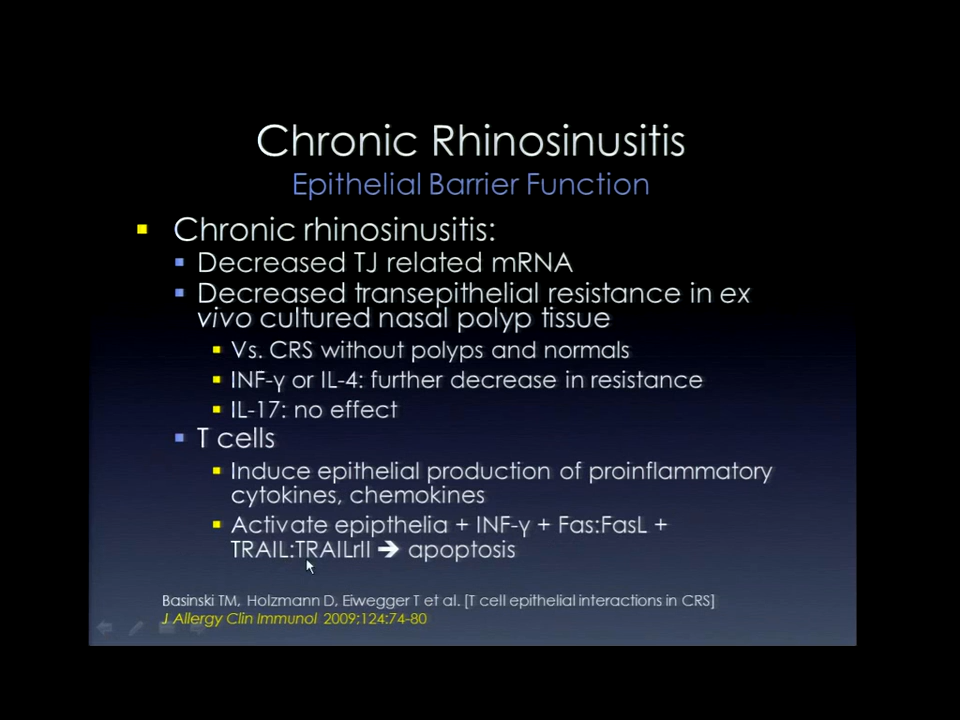 Chronic Rhinosinusitis
Epithelial Barrier Function
Chronic rhinosinusitis:
Decreased TJ related mRNA
Decreased transepithelial resistance in ex
vivo cultured nasal polyp tissue
Vs. CRS without polyps and normals
INF-γ or IL-4: further decrease in resistance
IL-17: no effect
T cells
Induce epithelial production of proinflammatory
cytokines, chemokines
Activate epipthelia + INF-γ + Fas:FasL +
TRAIL:TRAILrII ➔ apoptosis
Basinski TM, Holzmann D, Eiwegger T et al. [T cell epithelial interactions in CRS]
J Allergy Clin Immunol 2009;124:74-80